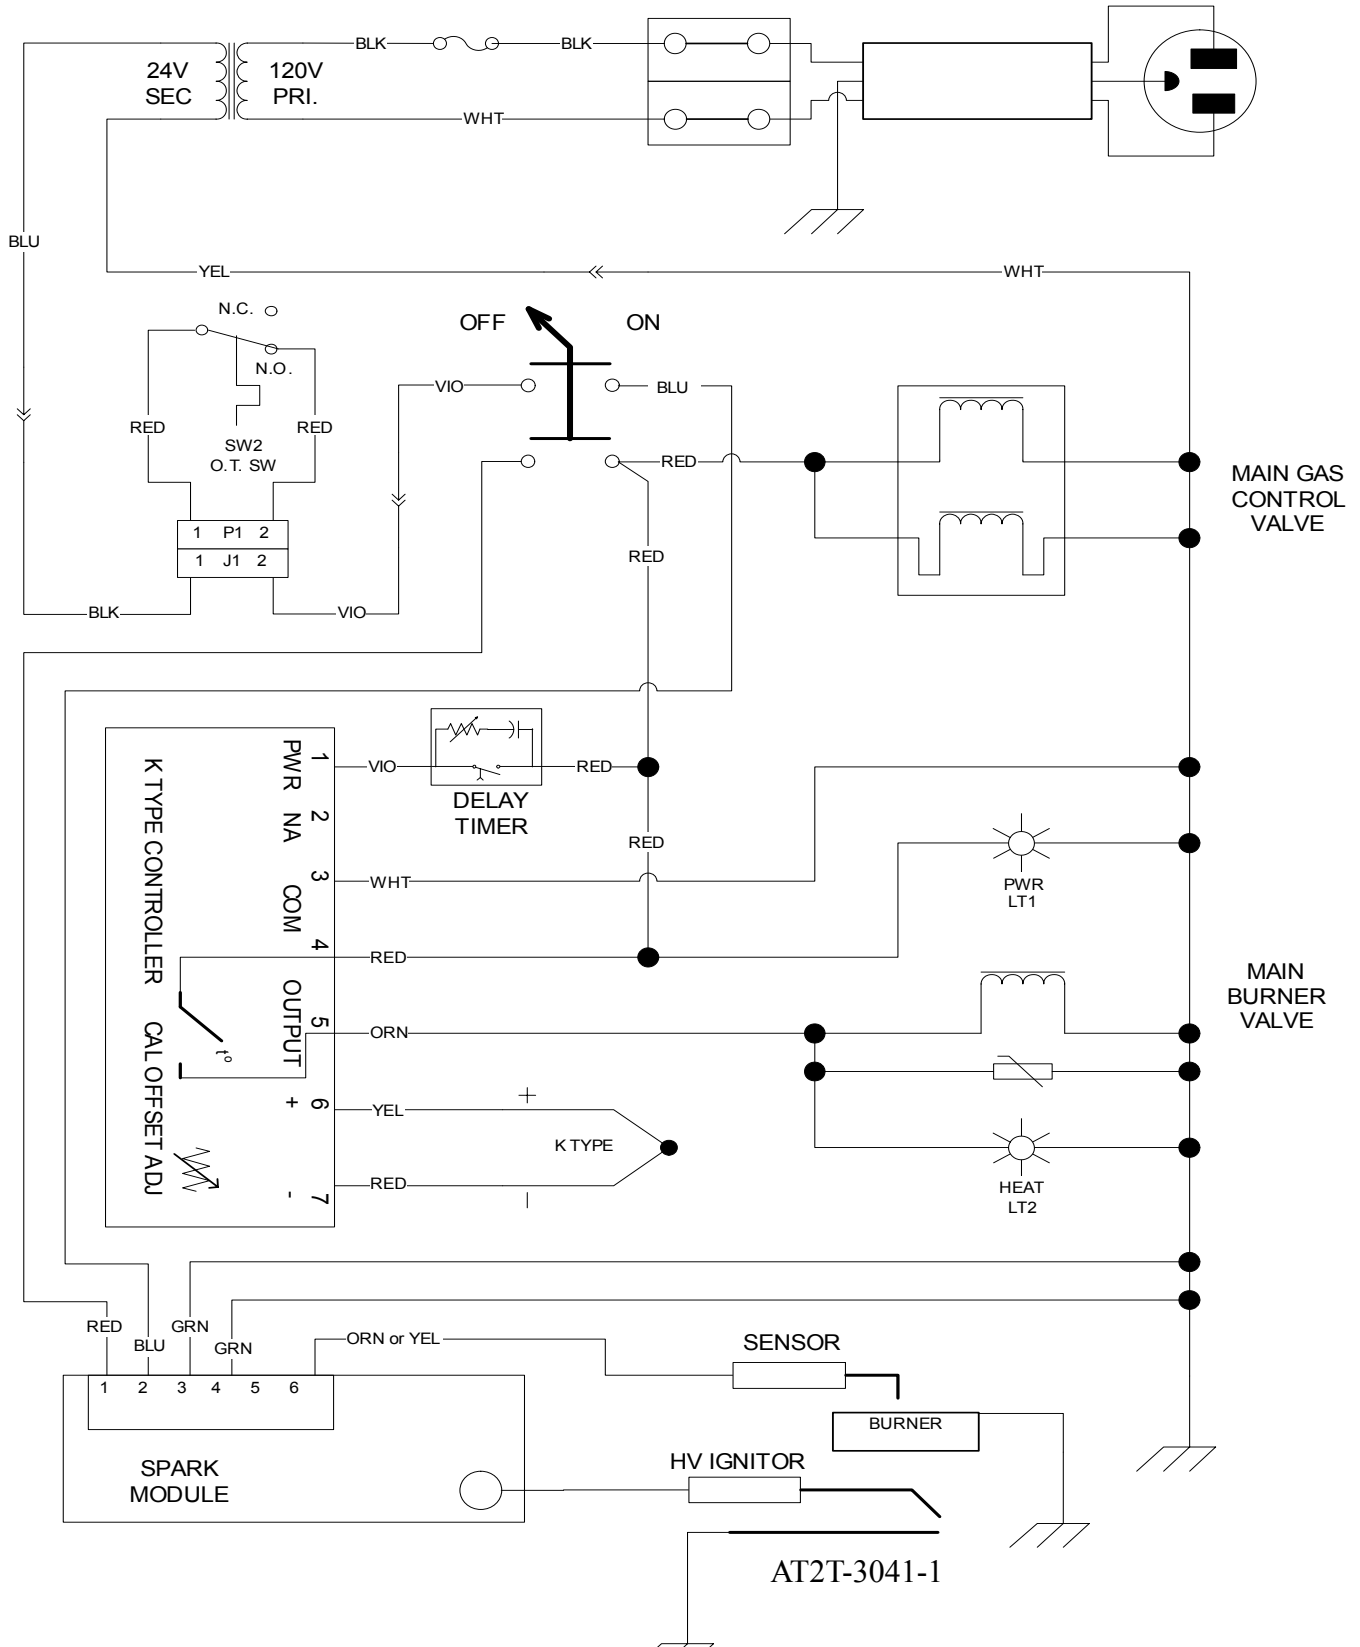 BLK
BLK
24V
SEC
120V
PRI.
WHT
BLU
YEL
WHT
N.C.
OFF
ON
N.O.
VIO
BLU
RED
RED
SW2
O.T. SW
RED
MAIN GAS
CONTROL
VALVE
1 P1 2
1 J1 2
RED
BLK
VIO
1
PWR
VIO
RED
DELAY
TIMER
2
NA
RED
K TYPE CONTROLLER
3
COM
WHT
PWR
LT1
4
RED
OUTPUT
MAIN
BURNER
VALVE
5
ORN
t°
CAL OFFSET ADJ
+
6
YEL
+
K TYPE
-
7
RED
–
HEAT
LT2
RED
BLU
GRN
GRN
ORN or YEL
SENSOR
1 2 3 4 5 6
BURNER
SPARK
MODULE
HV IGNITOR
AT2T-3041-1